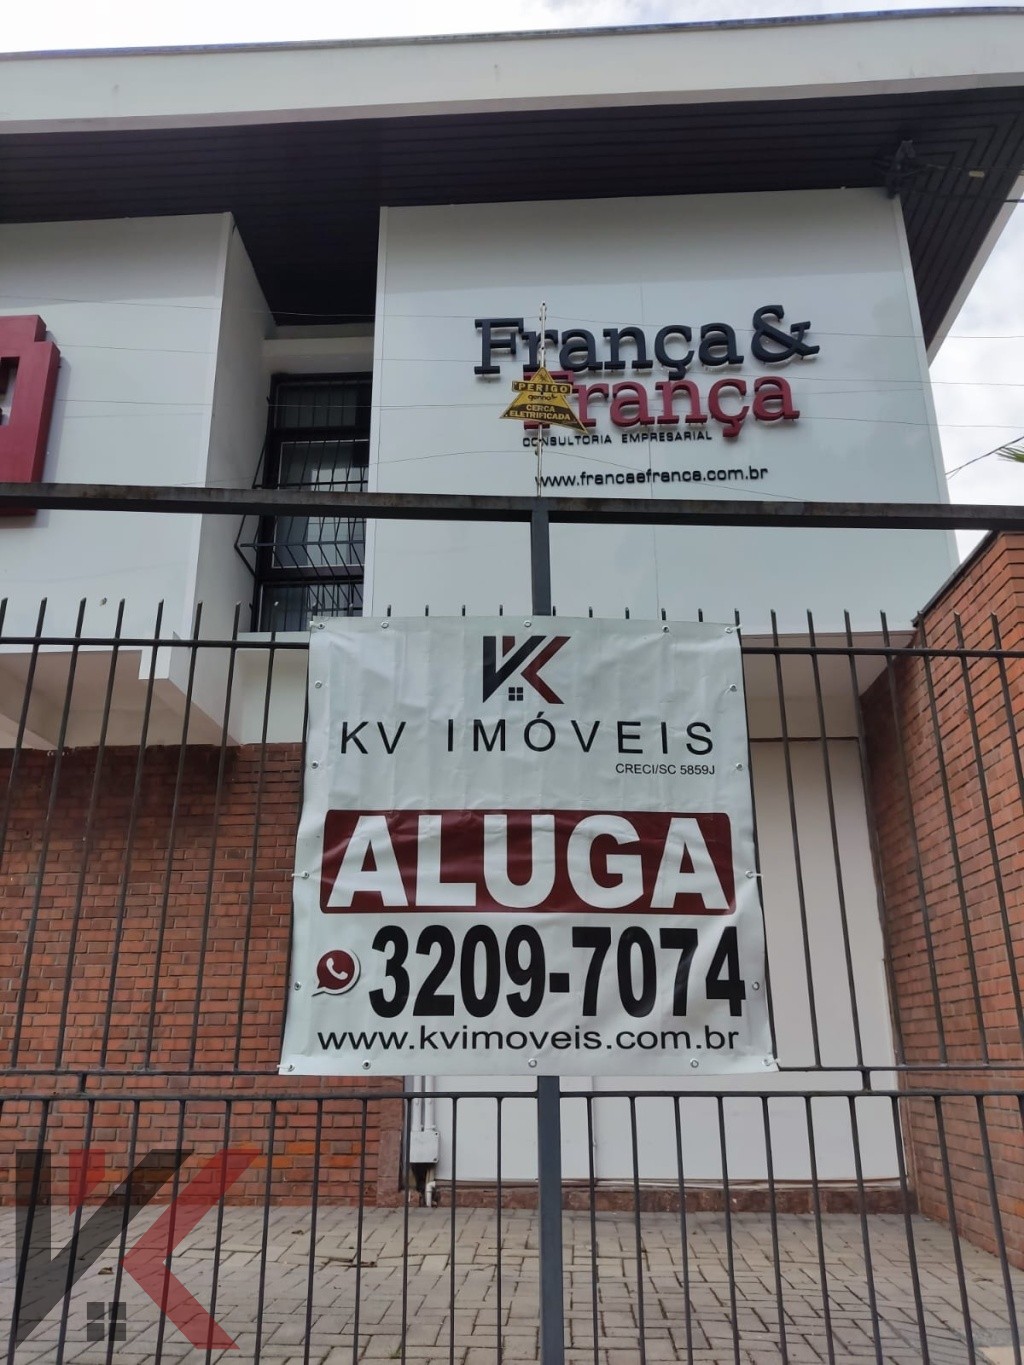 França &
França
CONSULTORIA EMPRESARIAL
www.francaefranca.com.br
PERIGO
CERCA
ELETRIFICADA
KV IMÓVEIS
CRECI/SC 5859J
ALUGA
3209-7074
www.kvimoveis.com.br